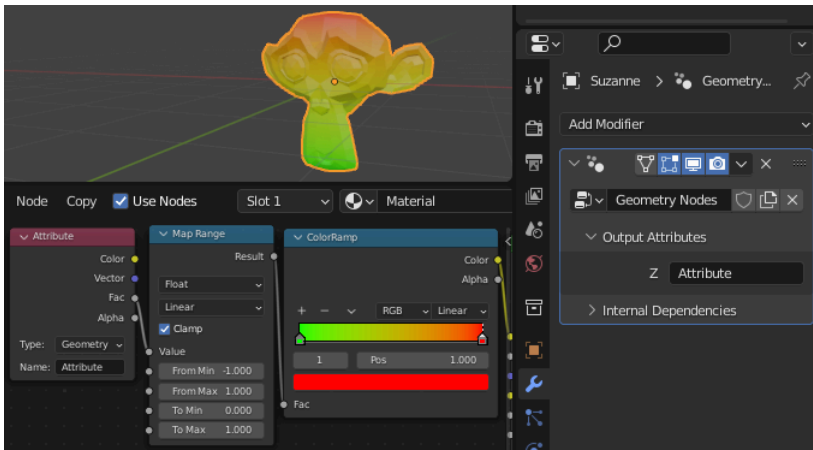 Suzanne > Geometry...
Add Modifier
Geometry Nodes
Output Attributes
Z Attribute
Internal Dependencies
Node Copy Use Nodes Slot 1 Material
Attribute
Color
Vector
Fac
Alpha
Type: Geometry
Name: Attribute
Map Range
Result
Float
Linear
Clamp
Value
From Min -1.000
From Max 1.000
To Min 0.000
To Max 1.000
ColorRamp
Color
Alpha
+ − RGB Linear
1 Pos 1.000
Fac